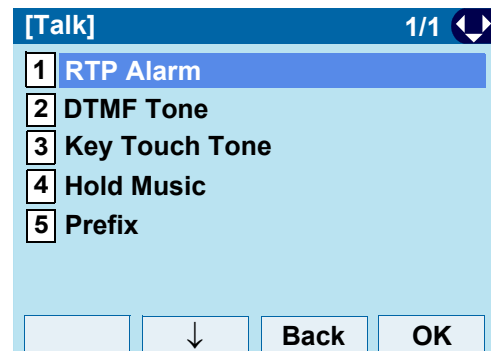 [Talk] 1/1
1 RTP Alarm
2 DTMF Tone
3 Key Touch Tone
4 Hold Music
5 Prefix
↓ Back OK